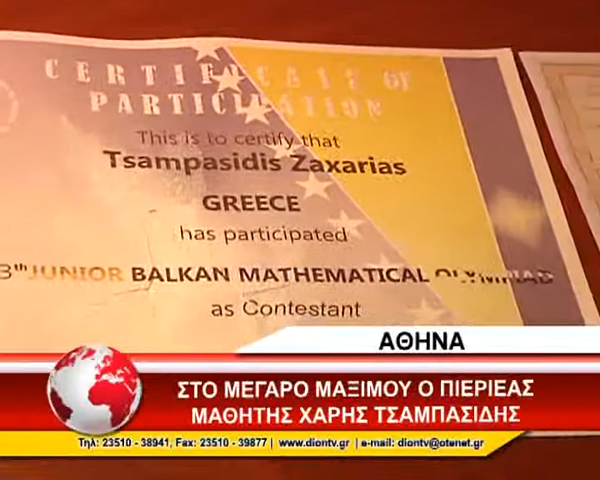 CERTIFICATE OF
PARTICIPATION
This is to certify that
Tsampasidis Zaxarias
GREECE
has participated
JUNIOR BALKAN MATHEMATICAL OLYMPIAD
as Contestant
ΑΘΗΝΑ
ΣΤΟ ΜΕΓΑΡΟ ΜΑΞΙΜΟΥ Ο ΠΙΕΡΙΕΑΣ
ΜΑΘΗΤΗΣ ΧΑΡΗΣ ΤΣΑΜΠΑΣΙΔΗΣ
Τηλ: 23510 - 38941, Fax: 23510 - 39877 | www.diontv.gr | e-mail: diontv@otenet.gr